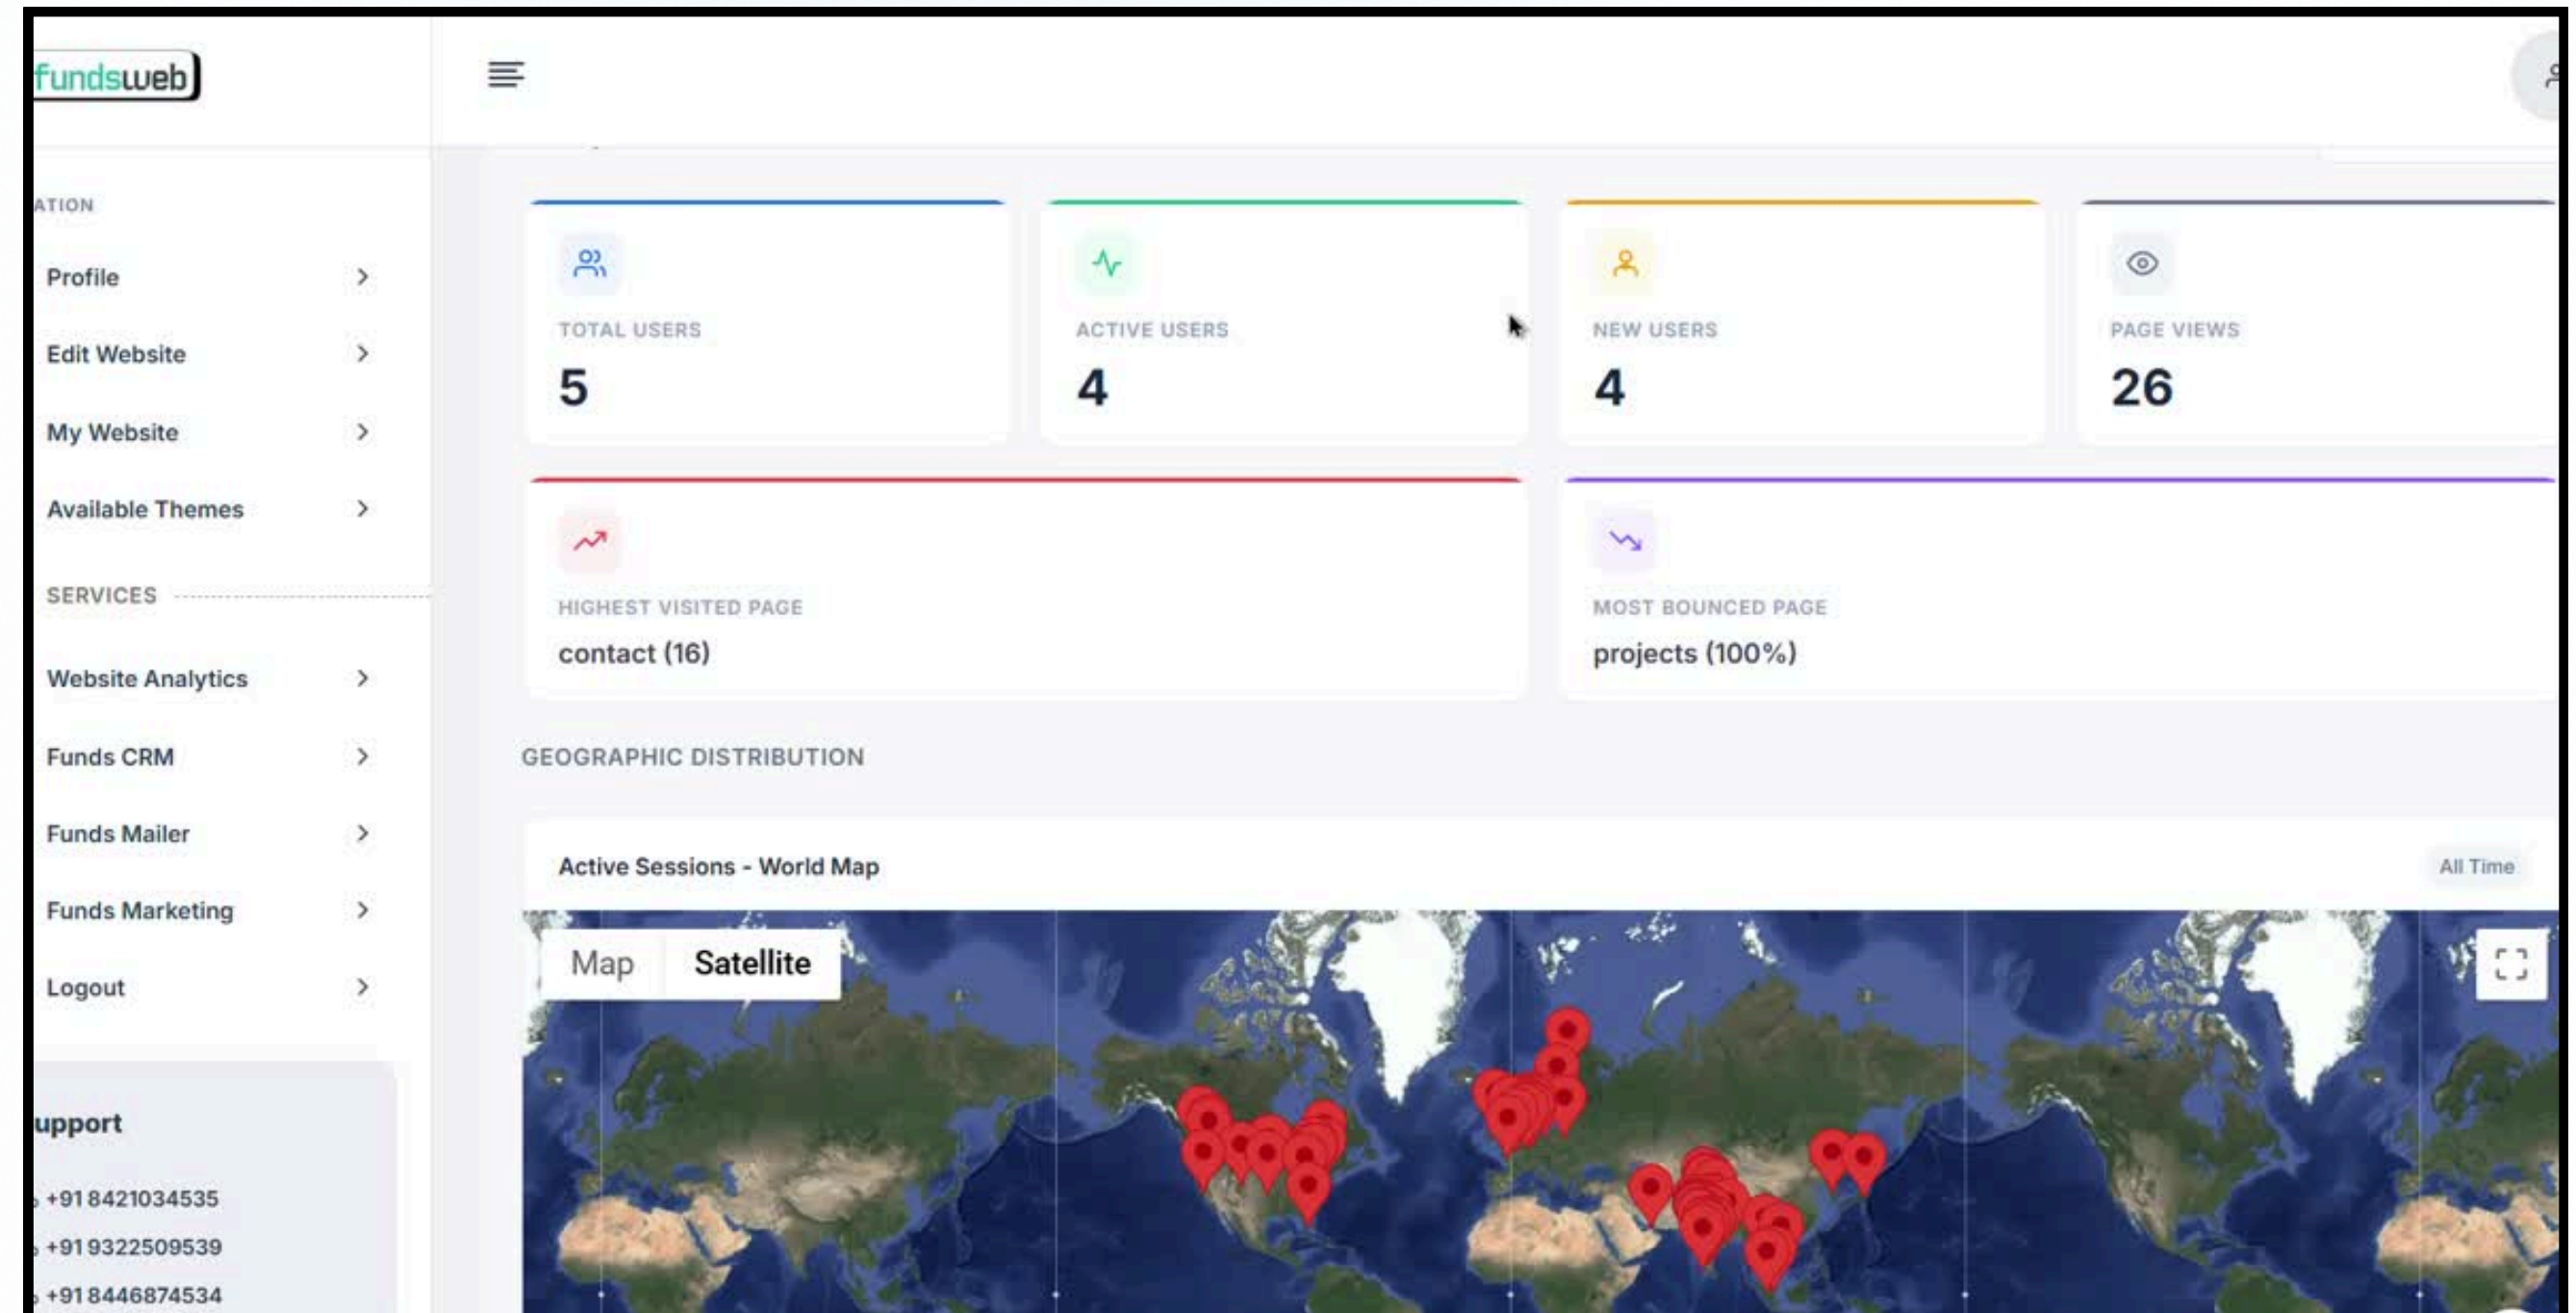 fundsweb
ATION
Profile
Edit Website
My Website
Available Themes
SERVICES
Website Analytics
Funds CRM
Funds Mailer
Funds Marketing
Logout
upport
+91 8421034535
+91 9322509539
+91 8446874534
TOTAL USERS
5
ACTIVE USERS
4
NEW USERS
4
PAGE VIEWS
26
HIGHEST VISITED PAGE
contact (16)
MOST BOUNCED PAGE
projects (100%)
GEOGRAPHIC DISTRIBUTION
Active Sessions - World Map
All Time
Map
Satellite